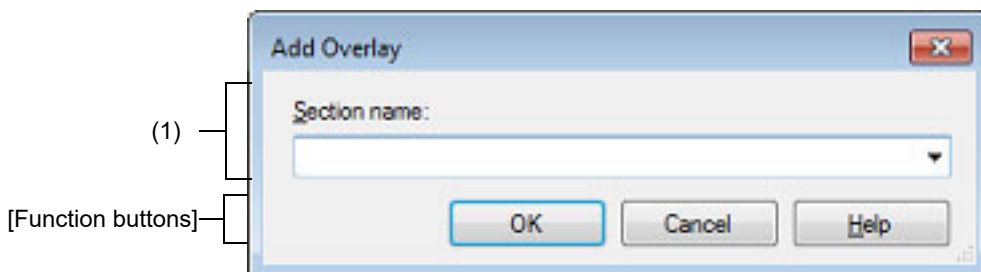 Add Overlay
Section name:
(1)
[Function buttons]
OK Cancel Help